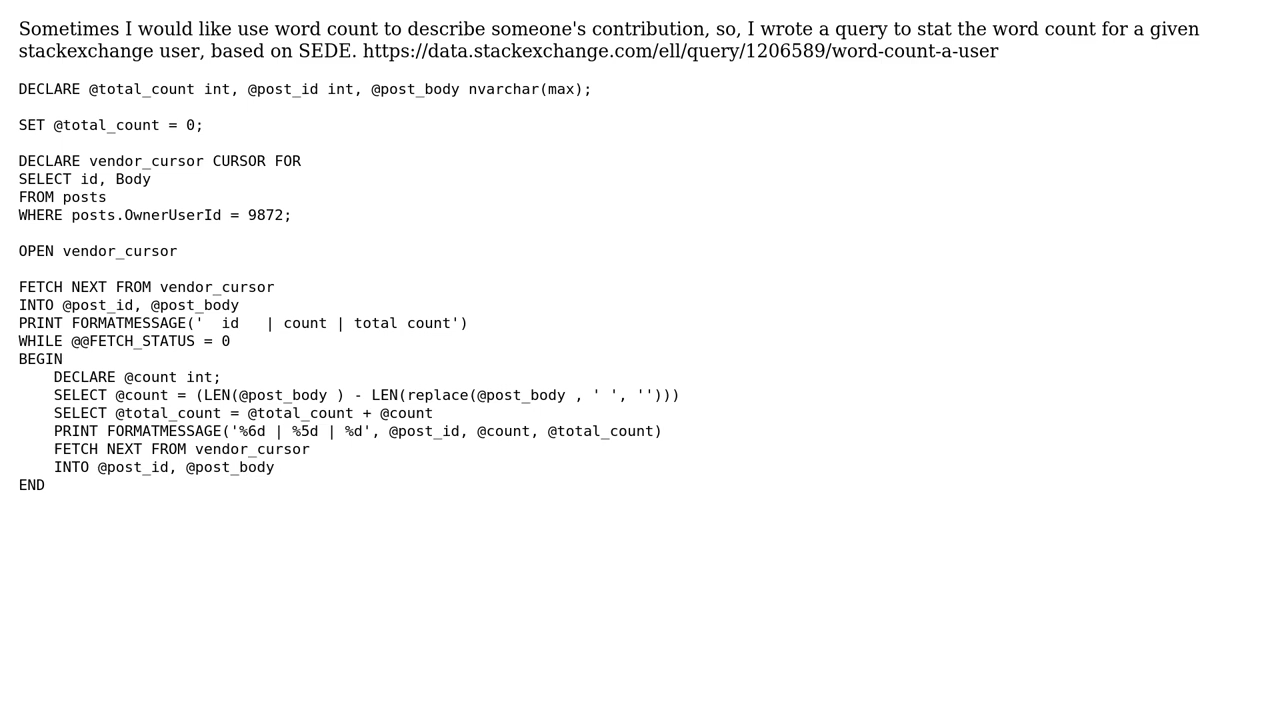 Sometimes I would like use word count to describe someone's contribution, so, I wrote a query to stat the word count for a given
stackexchange user, based on SEDE. https://data.stackexchange.com/ell/query/1206589/word-count-a-user
DECLARE @total_count int, @post_id int, @post_body nvarchar(max);
SET @total_count = 0;
DECLARE vendor_cursor CURSOR FOR
SELECT id, Body
FROM posts
WHERE posts.OwnerUserId = 9872;
OPEN vendor_cursor
FETCH NEXT FROM vendor_cursor
INTO @post_id, @post_body
PRINT FORMATMESSAGE('  id   | count | total count')
WHILE @@FETCH_STATUS = 0
BEGIN
    DECLARE @count int;
    SELECT @count = (LEN(@post_body ) - LEN(replace(@post_body , ' ', '')))
    SELECT @total_count = @total_count + @count
    PRINT FORMATMESSAGE('%6d | %5d | %d', @post_id, @count, @total_count)
    FETCH NEXT FROM vendor_cursor
    INTO @post_id, @post_body
END